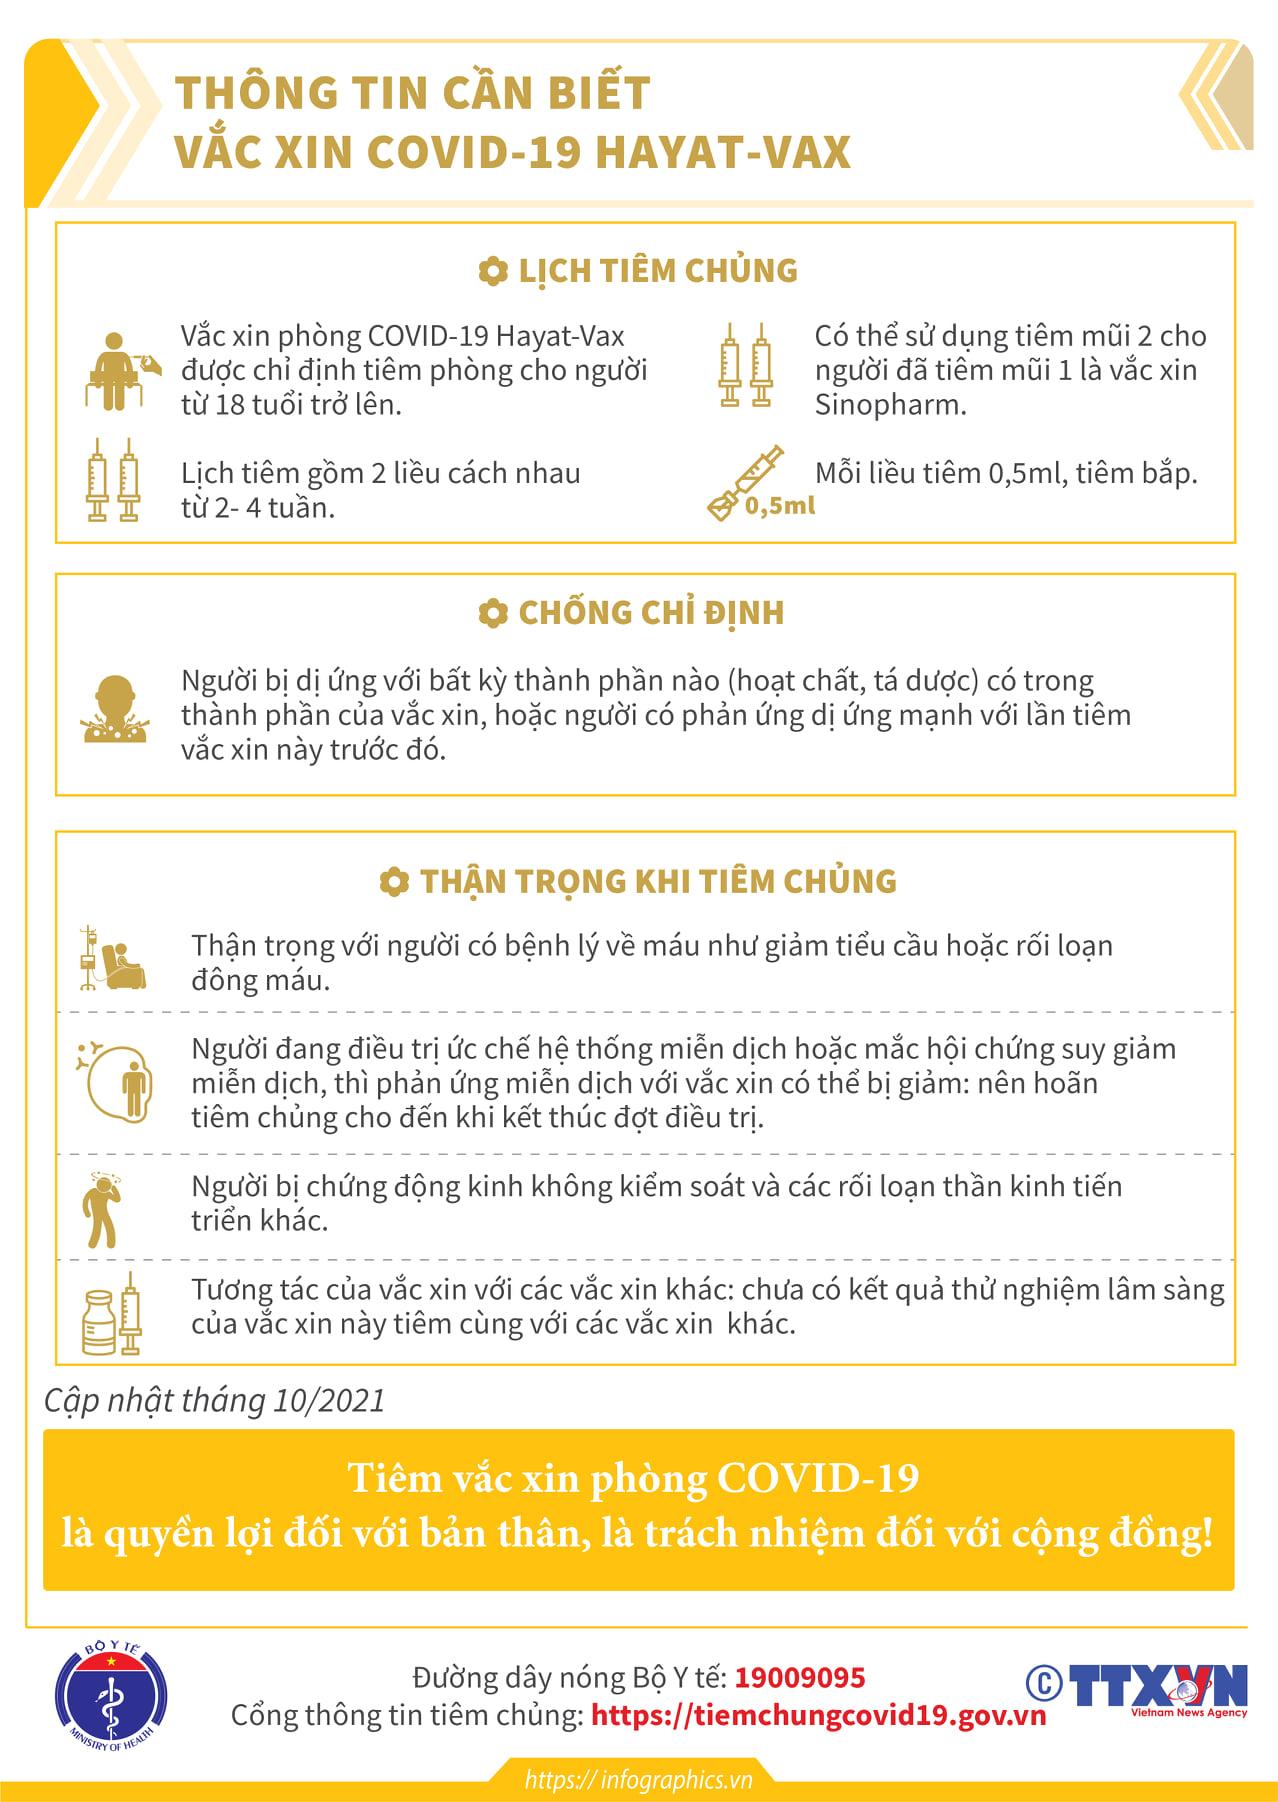 THÔNG TIN CẦN BIẾT
VẮC XIN COVID-19 HAYAT-VAX
LỊCH TIÊM CHỦNG
Vắc xin phòng COVID-19 Hayat-Vax
được chỉ định tiêm phòng cho người
từ 18 tuổi trở lên.
Có thể sử dụng tiêm mũi 2 cho
người đã tiêm mũi 1 là vắc xin
Sinopharm.
Lịch tiêm gồm 2 liều cách nhau
từ 2- 4 tuần.
Mỗi liều tiêm 0,5ml, tiêm bắp.
0,5ml
CHỐNG CHỈ ĐỊNH
Người bị dị ứng với bất kỳ thành phần nào (hoạt chất, tá dược) có trong
thành phần của vắc xin, hoặc người có phản ứng dị ứng mạnh với lần tiêm
vắc xin này trước đó.
THẬN TRỌNG KHI TIÊM CHỦNG
Thận trọng với người có bệnh lý về máu như giảm tiểu cầu hoặc rối loạn
đông máu.
Người đang điều trị ức chế hệ thống miễn dịch hoặc mắc hội chứng suy giảm
miễn dịch, thì phản ứng miễn dịch với vắc xin có thể bị giảm: nên hoãn
tiêm chủng cho đến khi kết thúc đợt điều trị.
Người bị chứng động kinh không kiểm soát và các rối loạn thần kinh tiến
triển khác.
Tương tác của vắc xin với các vắc xin khác: chưa có kết quả thử nghiệm lâm sàng
của vắc xin này tiêm cùng với các vắc xin khác.
Cập nhật tháng 10/2021
Tiêm vắc xin phòng COVID-19
là quyền lợi đối với bản thân, là trách nhiệm đối với cộng đồng!
BỘ Y TẾ
MINISTRY OF HEALTH
Đường dây nóng Bộ Y tế: 19009095
Cổng thông tin tiêm chủng: https://tiemchungcovid19.gov.vn
© TTXVN
Vietnam News Agency
https:// infographics.vn